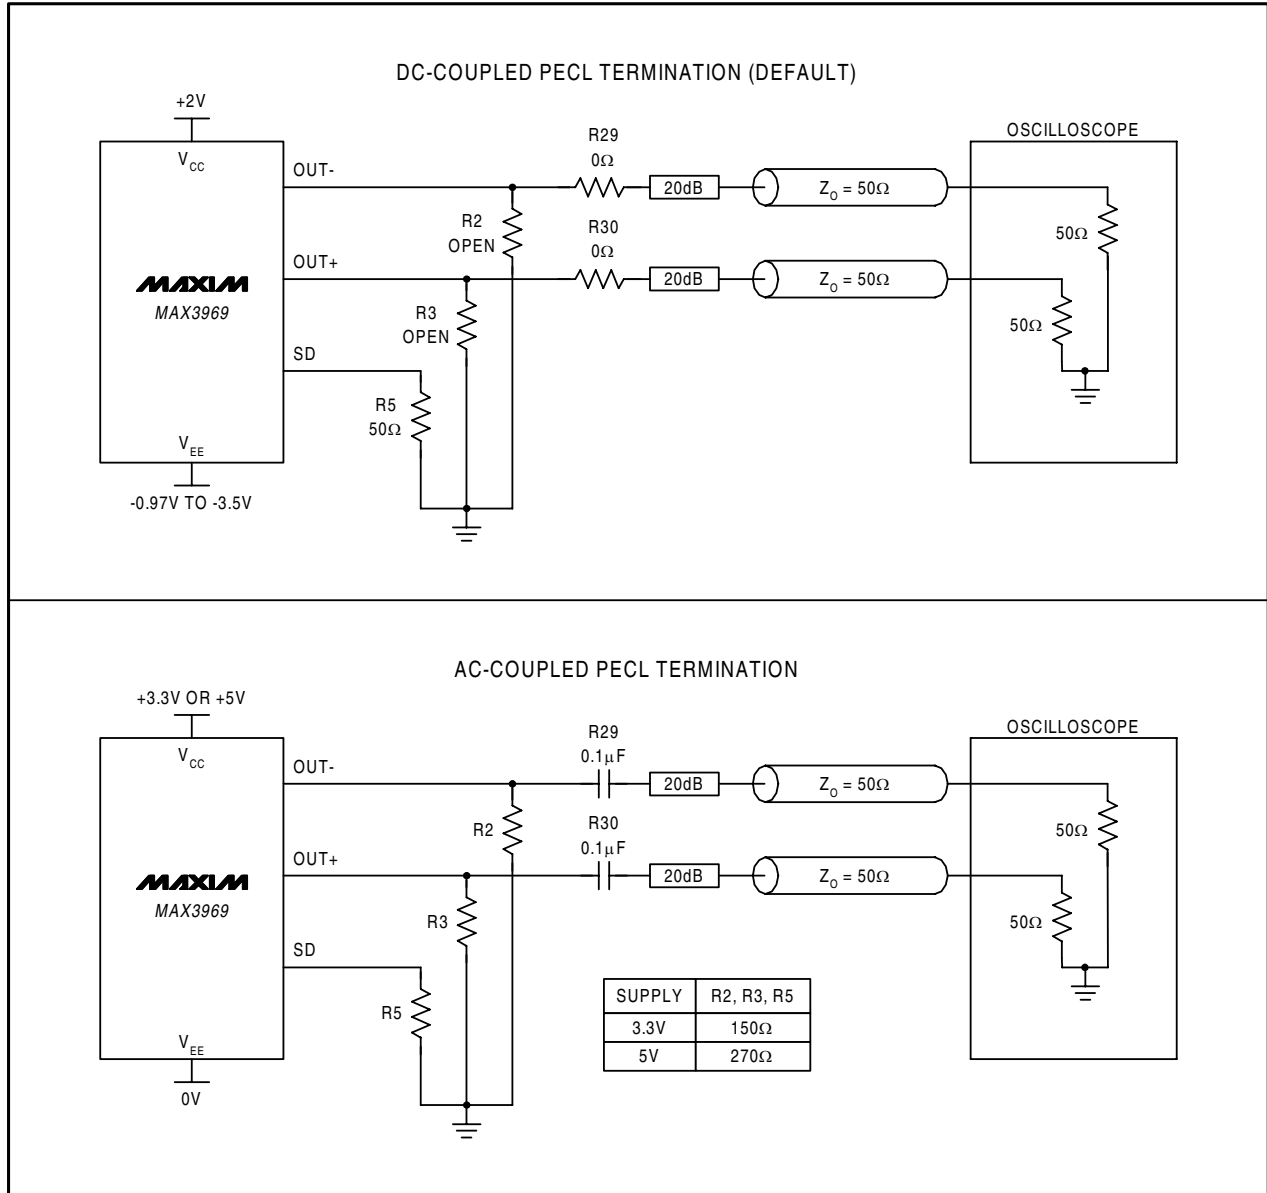 DC-COUPLED PECL TERMINATION (DEFAULT)
+2V
VCC
OUT-
R29
0Ω
20dB
ZO = 50Ω
OSCILLOSCOPE
50Ω
R2
OPEN
OUT+
R30
0Ω
20dB
ZO = 50Ω
50Ω
MAXIM
MAX3969
R3
OPEN
SD
R5
50Ω
VEE
-0.97V TO -3.5V
AC-COUPLED PECL TERMINATION
+3.3V OR +5V
VCC
OUT-
R29
0.1µF
20dB
ZO = 50Ω
OSCILLOSCOPE
50Ω
R2
OUT+
R30
0.1µF
20dB
ZO = 50Ω
50Ω
MAXIM
MAX3969
R3
SD
R5
VEE
0V
SUPPLY R2, R3, R5
3.3V 150Ω
5V 270Ω